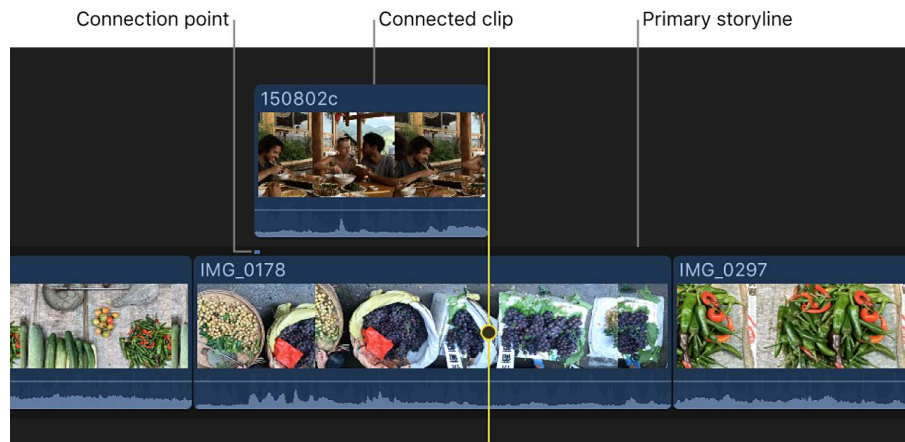 Connection point
Connected clip
Primary storyline
150802c
IMG_0178
IMG_0297